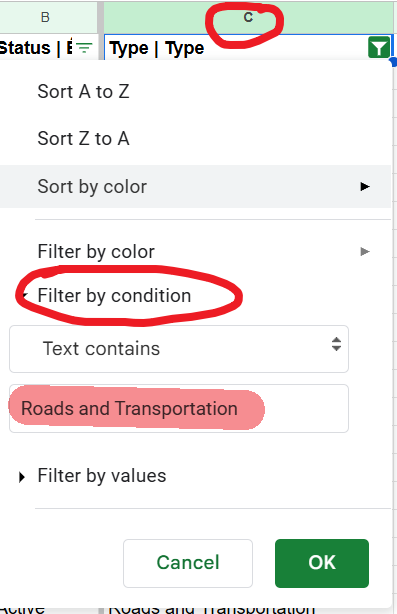 B C
Status | E Type | Type
Sort A to Z
Sort Z to A
Sort by color
Filter by color
Filter by condition
Text contains
Roads and Transportation
Filter by values
Cancel OK
Active Roads and Transportation